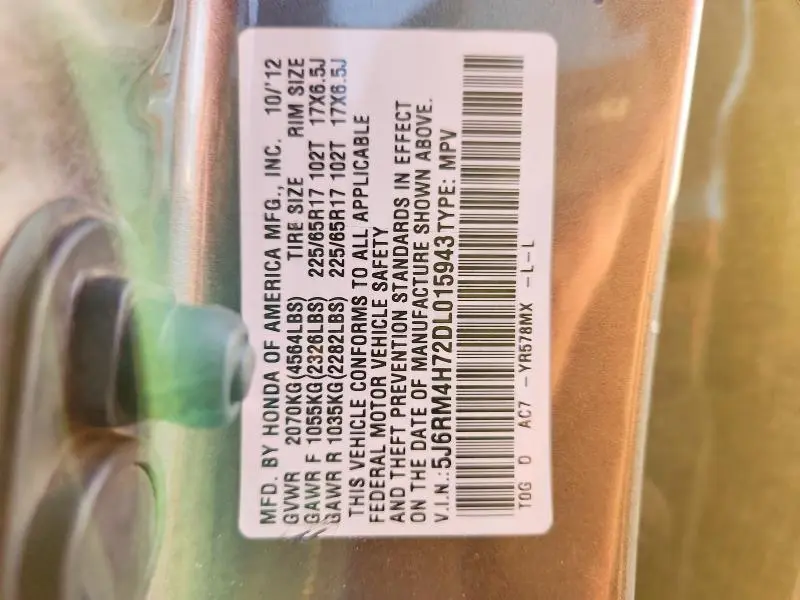 MFD. BY HONDA OF AMERICA MFG., INC. 10/'12
GVWR 2070KG(4564LBS) TIRE SIZE RIM SIZE
GAWR F 1055KG(2326LBS) 225/65R17 102T 17X6.5J
GAWR R 1035KG(2282LBS) 225/65R17 102T 17X6.5J
THIS VEHICLE CONFORMS TO ALL APPLICABLE
FEDERAL MOTOR VEHICLE SAFETY
AND THEFT PREVENTION STANDARDS IN EFFECT
ON THE DATE OF MANUFACTURE SHOWN ABOVE.
V.I.N.:5J6RM4H72DL015943 TYPE: MPV
T0G D AC7 -YR578MX -L-L